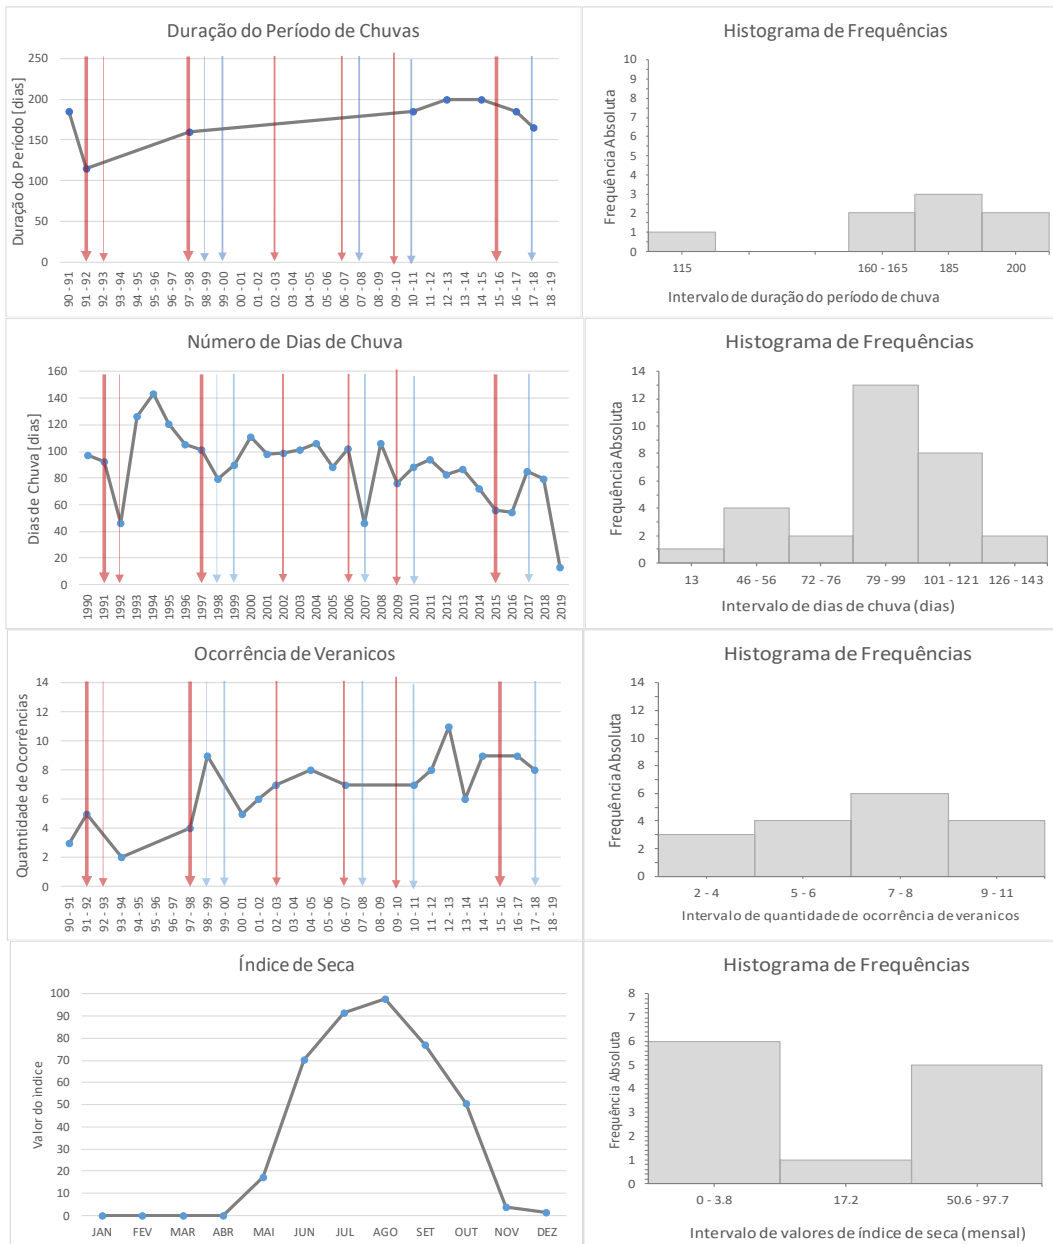 Duração do Período de Chuvas
Duração do Período [dias]
250
200
150
100
50
0
90 - 91
91 - 92
92 - 93
93 - 94
94 - 95
95 - 96
96 - 97
97 - 98
98 - 99
99 - 00
00 - 01
01 - 02
02 - 03
03 - 04
04 - 05
05 - 06
06 - 07
07 - 08
08 - 09
09 - 10
10 - 11
11 - 12
12 - 13
13 - 14
14 - 15
15 - 16
16 - 17
17 - 18
18 - 19
Histograma de Frequências
Frequência Absoluta
10
9
8
7
6
5
4
3
2
1
0
115
160 - 165
185
200
Intervalo de duração do período de chuva
Número de Dias de Chuva
Dias de Chuva [dias]
160
140
120
100
80
60
40
20
0
1990
1991
1992
1993
1994
1995
1996
1997
1998
1999
2000
2001
2002
2003
2004
2005
2006
2007
2008
2009
2010
2011
2012
2013
2014
2015
2016
2017
2018
2019
Histograma de Frequências
Frequência Absoluta
14
12
10
8
6
4
2
0
13
46 - 56
72 - 76
79 - 99
101 - 121
126 - 143
Intervalo de dias de chuva (dias)
Ocorrência de Veranicos
Quatntidade de Ocorrências
14
12
10
8
6
4
2
0
90 - 91
91 - 92
92 - 93
93 - 94
94 - 95
95 - 96
96 - 97
97 - 98
98 - 99
99 - 00
00 - 01
01 - 02
02 - 03
03 - 04
04 - 05
05 - 06
06 - 07
07 - 08
08 - 09
09 - 10
10 - 11
11 - 12
12 - 13
13 - 14
14 - 15
15 - 16
16 - 17
17 - 18
18 - 19
Histograma de Frequências
Frequência Absoluta
14
12
10
8
6
4
2
0
2 - 4
5 - 6
7 - 8
9 - 11
Intervalo de quantidade de ocorrência de veranicos
Índice de Seca
Valor do ìndice
100
90
80
70
60
50
40
30
20
10
0
JAN
FEV
MAR
ABR
MAI
JUN
JUL
AGO
SET
OUT
NOV
DEZ
Histograma de Frequências
Frequência Absoluta
8
7
6
5
4
3
2
1
0
0 - 3.8
17.2
50.6 - 97.7
Intervalo de valores de índice de seca (mensal)